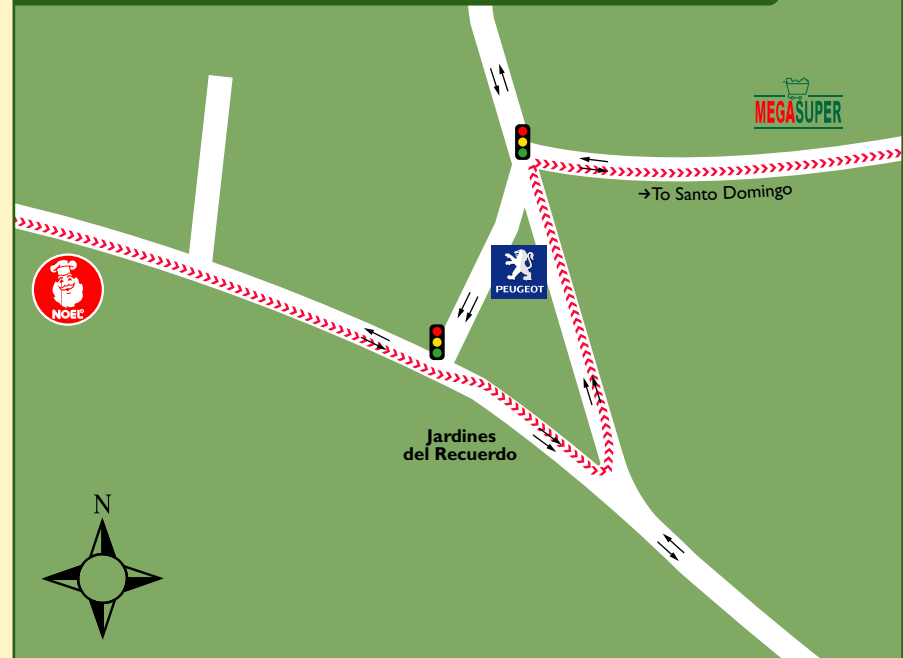 MEGASUPER
→To Santo Domingo
PEUGEOT
NOEL
Jardines
del Recuerdo
N